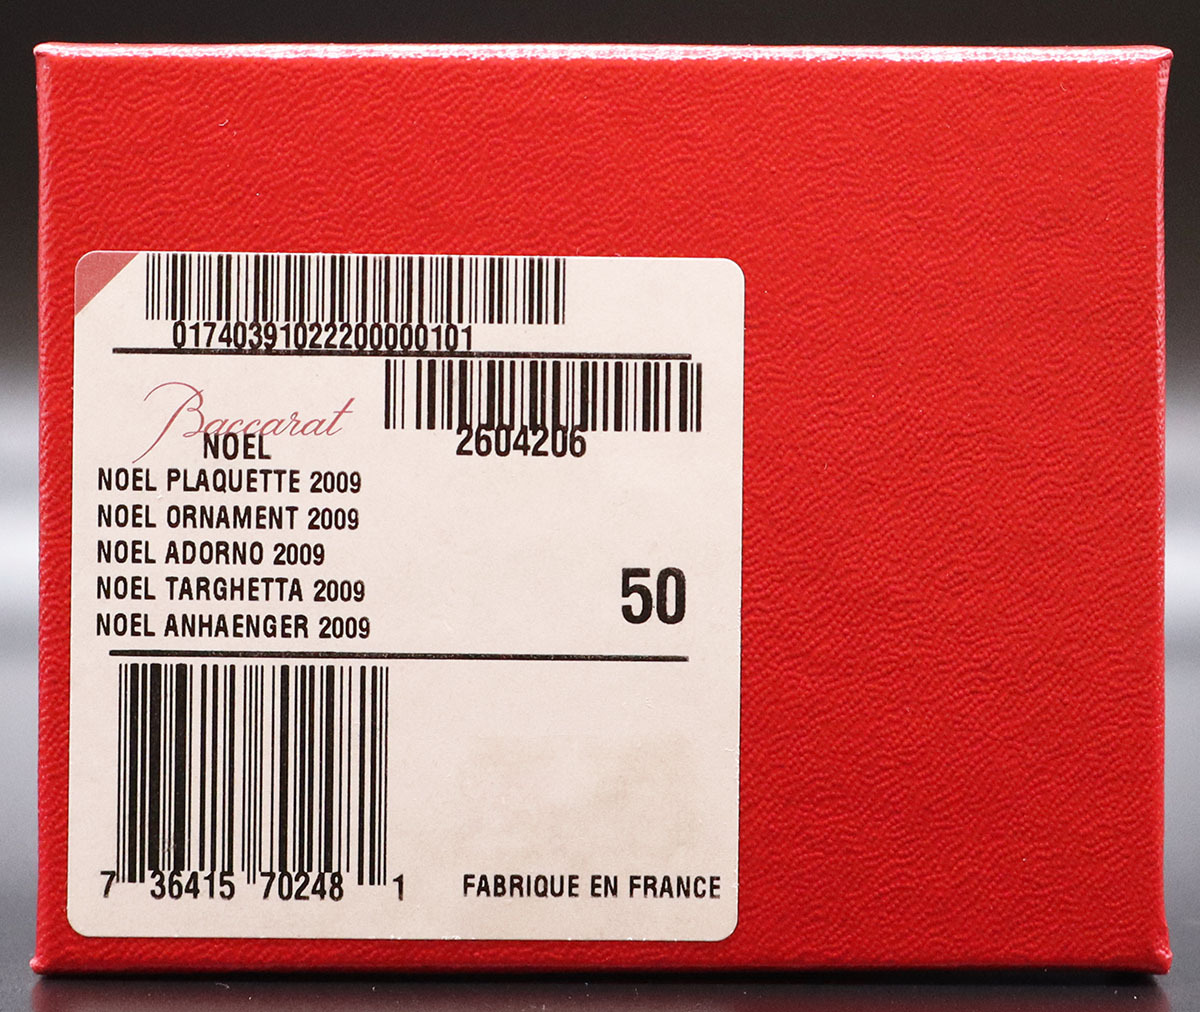 01740391022200000101
Baccarat
2604206
NOEL
NOEL PLAQUETTE 2009
NOEL ORNAMENT 2009
NOEL ADORNO 2009
NOEL TARGHETTA 2009
NOEL ANHAENGER 2009
50
7 36415 70248 1
FABRIQUE EN FRANCE